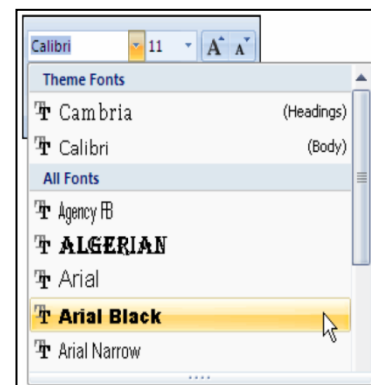 Calibri 11 A A
Theme Fonts
Cambria (Headings)
Calibri (Body)
All Fonts
Agency FB
ALGERIAN
Arial
Arial Black
Arial Narrow